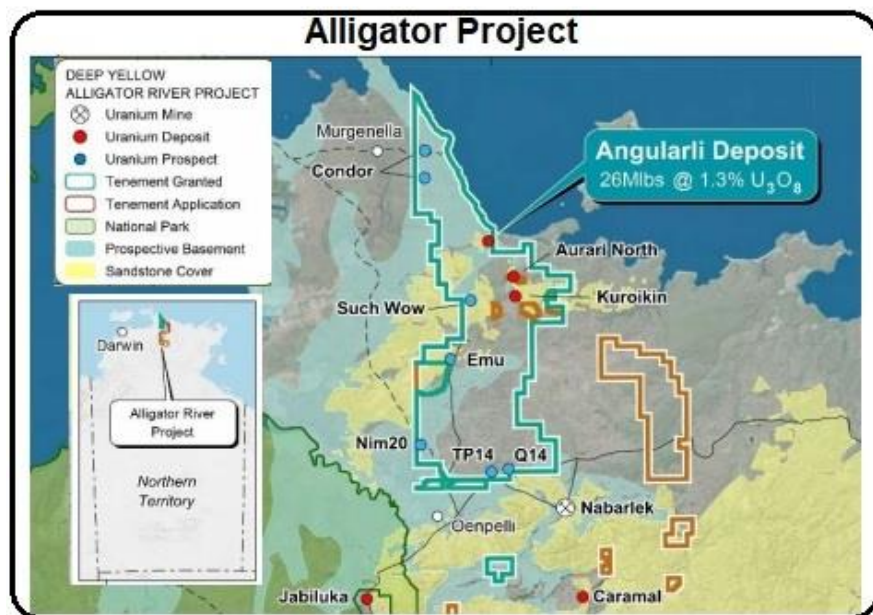 Alligator Project
DEEP YELLOW
ALLIGATOR RIVER PROJECT
Uranium Mine
Uranium Deposit
Uranium Prospect
Tenement Granted
Tenement Application
National Park
Prospective Basement
Sandstone Cover
Murgenella
Condor
Angularli Deposit
26Mlbs @ 1.3% U₃O₈
Aurari North
Kuroikin
Such Wow
Emu
Darwin
Alligator River
Project
Northern
Territory
Nim20
TP14
Q14
Nabarlek
Oenpelli
Jabiluka
Caramal